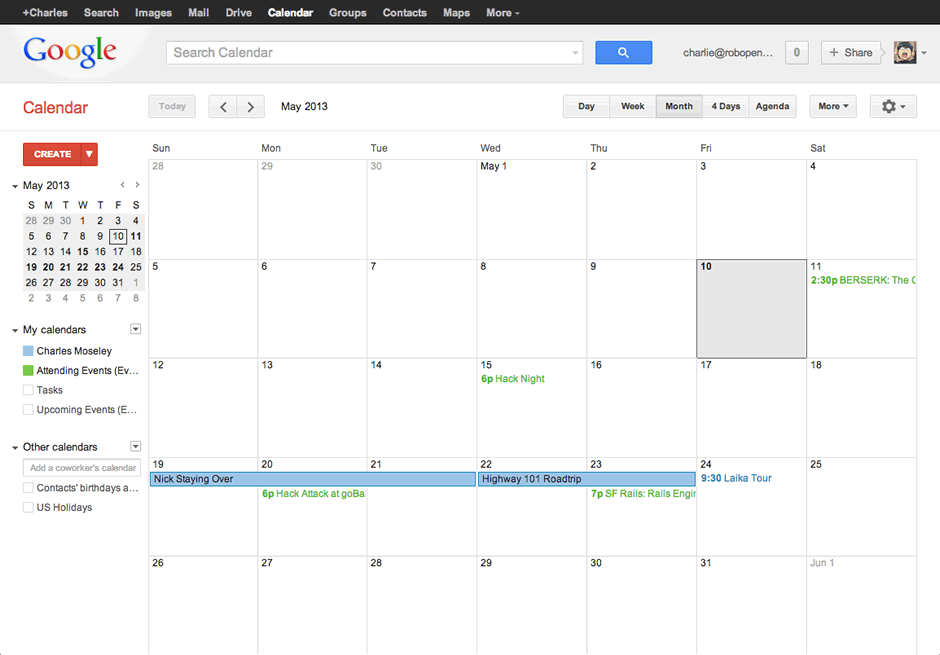 +Charles Search Images Mail Drive Calendar Groups Contacts Maps More
Google
Search Calendar
charlie@robopen...
0
+ Share
Calendar
Today
May 2013
Day Week Month 4 Days Agenda
More
CREATE
May 2013
S M T W T F S
28 29 30 1 2 3 4
5 6 7 8 9 10 11
12 13 14 15 16 17 18
19 20 21 22 23 24 25
26 27 28 29 30 31 1
2 3 4 5 6 7 8
My calendars
Charles Moseley
Attending Events (Ev...
Tasks
Upcoming Events (E...
Other calendars
Add a coworker's calendar
Contacts' birthdays a...
US Holidays
Sun Mon Tue Wed Thu Fri Sat
28 29 30 May 1 2 3 4
5 6 7 8 9 10 11
2:30p BERSERK: The
12 13 14 15 16 17 18
6p Hack Night
19 20 21 22 23 24 25
Nick Staying Over Highway 101 Roadtrip 9:30 Laika Tour
6p Hack Attack at goBa 7p SF Rails: Rails Engi
26 27 28 29 30 31 Jun 1